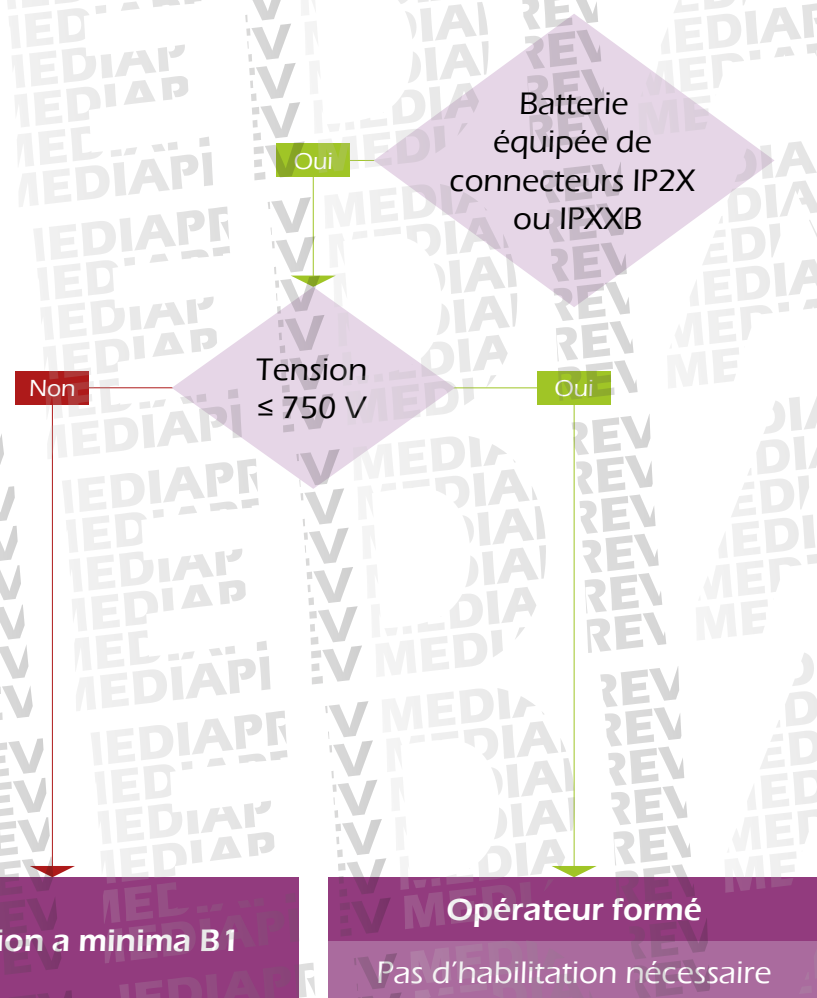 Batterie
équipée de
connecteurs IP2X
ou IPXXB
Oui
Tension
≤ 750 V
Non
Oui
ion a minima B1
Opérateur formé
Pas d'habilitation nécessaire